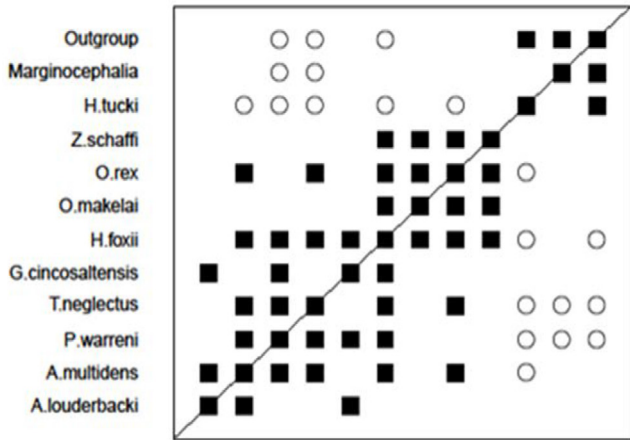 Outgroup
Marginocephalia
H.tucki
Z.schaffi
O.rex
O.makelai
H.foxii
G.cincosaltensis
T.neglectus
P.warreni
A.multidens
A.louderbacki